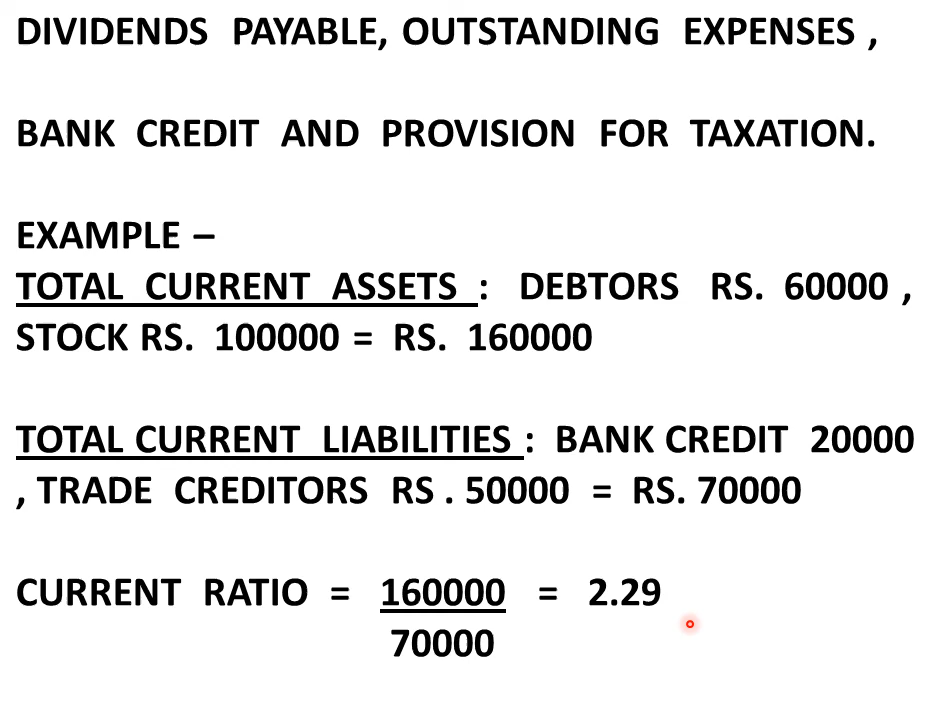 DIVIDENDS PAYABLE, OUTSTANDING EXPENSES ,
BANK CREDIT AND PROVISION FOR TAXATION.
EXAMPLE –
TOTAL CURRENT ASSETS : DEBTORS RS. 60000 ,
STOCK RS. 100000 = RS. 160000
TOTAL CURRENT LIABILITIES : BANK CREDIT 20000
, TRADE CREDITORS RS . 50000 = RS. 70000
CURRENT RATIO = 160000 = 2.29
70000